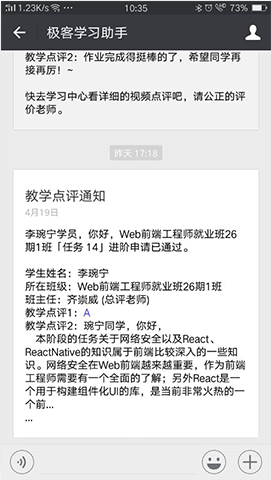 1.23K/s
10:35
73%
极客学习助手
教学点评2：作业完成得挺棒的了，希望同学再
接再厉！~
快去学习中心看详细的视频点评吧，请公正的评
价老师。
昨天 17:18
教学点评通知
4月19日
李琬宁学员，你好，Web前端工程师就业班26
期1班「任务 14」进阶申请已通过。
学生姓名：李琬宁
所在班级：Web前端工程师就业班26期1班
班主任：齐崇威 (总评老师)
教学点评1：A
教学点评2：琬宁同学，你好，
本阶段的任务关于网络安全以及React、
ReactNative的知识属于前端比较深入的一些知
识。网络安全在Web前端越来越重要，作为前端
工程师需要有一个全面的了解；另外React是一
个用于构建组件化UI的库，是当前非常火热的一
个前...
...